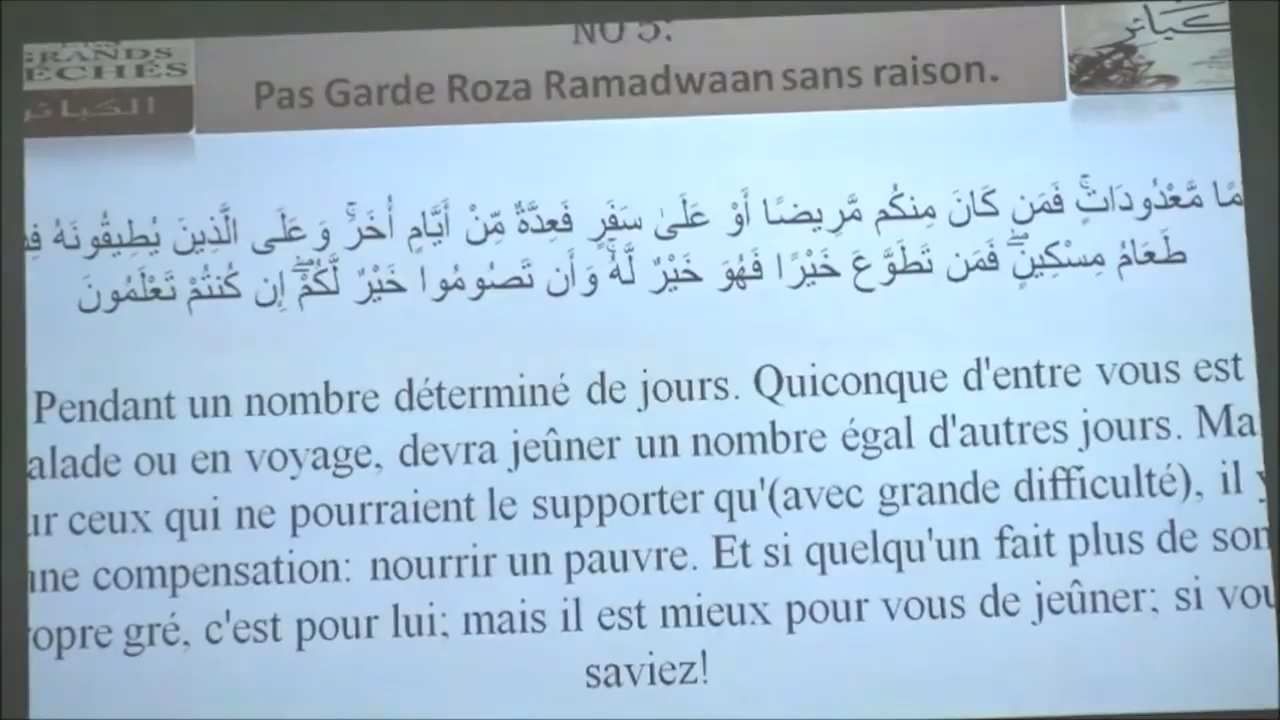 NO 5:
Pas Garde Roza Ramadwaan sans raison.
GRANDS
كبائر
الكبائر
مَّعْدُودَاتٍ ۚ فَمَن كَانَ مِنكُم مَّرِيضًا أَوْ عَلَىٰ سَفَرٍ فَعِدَّةٌ مِّنْ أَيَّامٍ أُخَرَ ۚ وَعَلَى الَّذِينَ يُطِيقُونَهُ
طَعَامُ مِسْكِينٍ ۖ فَمَن تَطَوَّعَ خَيْرًا فَهُوَ خَيْرٌ لَّهُ ۚ وَأَن تَصُومُوا خَيْرٌ لَّكُمْ ۖ إِن كُنتُمْ تَعْلَمُونَ
Pendant un nombre déterminé de jours. Quiconque d'entre vous est
alade ou en voyage, devra jeûner un nombre égal d'autres jours. Ma
ur ceux qui ne pourraient le supporter qu'(avec grande difficulté), il y
une compensation: nourrir un pauvre. Et si quelqu'un fait plus de son
opre gré, c'est pour lui; mais il est mieux pour vous de jeûner; si vou
saviez!